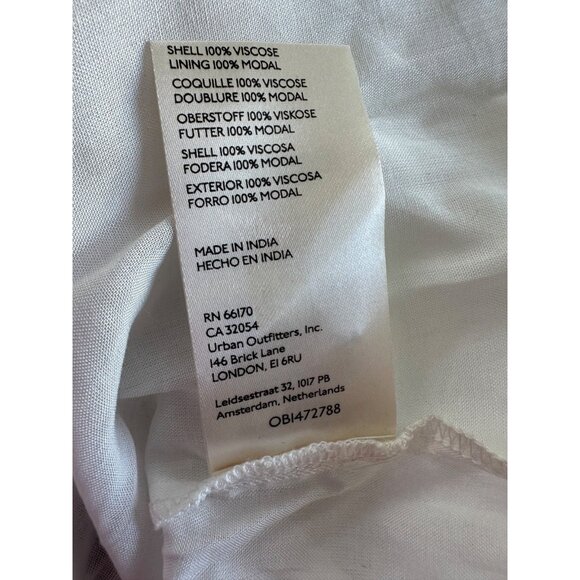 SHELL 100% VISCOSE
LINING 100% MODAL
COQUILLE 100% VISCOSE
DOUBLURE 100% MODAL
OBERSTOFF 100% VISKOSE
FUTTER 100% MODAL
SHELL 100% VISCOSA
FODERA 100% MODAL
EXTERIOR 100% VISCOSA
FORRO 100% MODAL
MADE IN INDIA
HECHO EN INDIA
RN 66170
CA 32054
Urban Outfitters, Inc.
146 Brick Lane
LONDON, E1 6RU
Leidsestraat 32, 1017 PB
Amsterdam, Netherlands
OB1472788